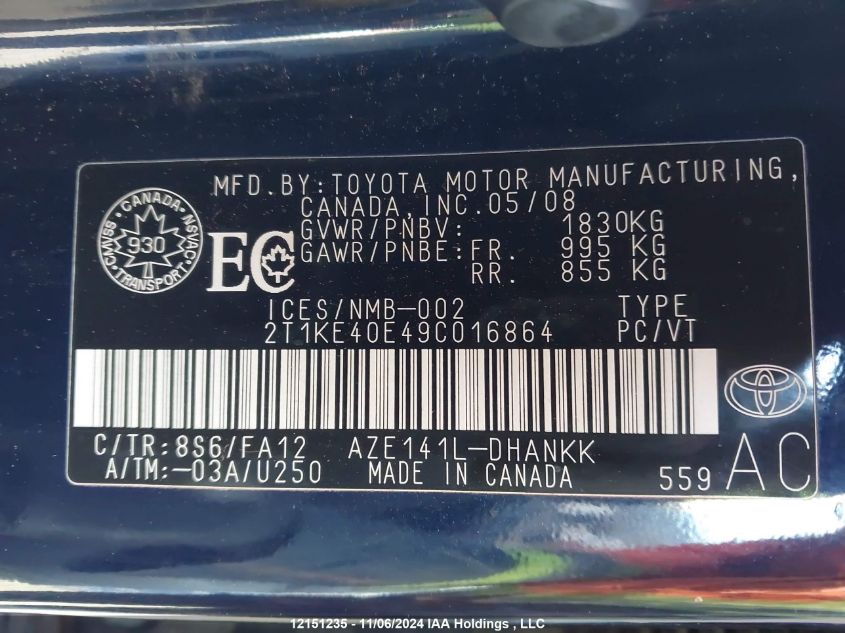 MFD.BY:TOYOTA MOTOR MANUFACTURING,
CANADA,INC.05/08
GVWR/PNBV: 1830KG
GAWR/PNBE:FR. 995 KG
RR. 855 KG
CANADA
CMVSS 930 NSVAC
TRANSPORT
EC
ICES/NMB-002 TYPE
2T1KE40E49C016864 PC/VT
C/TR:8S6/FA12 AZE141L-DHANKK
A/TM:-03A/U250 MADE IN CANADA 559 AC
12151235 - 11/06/2024 IAA Holdings , LLC